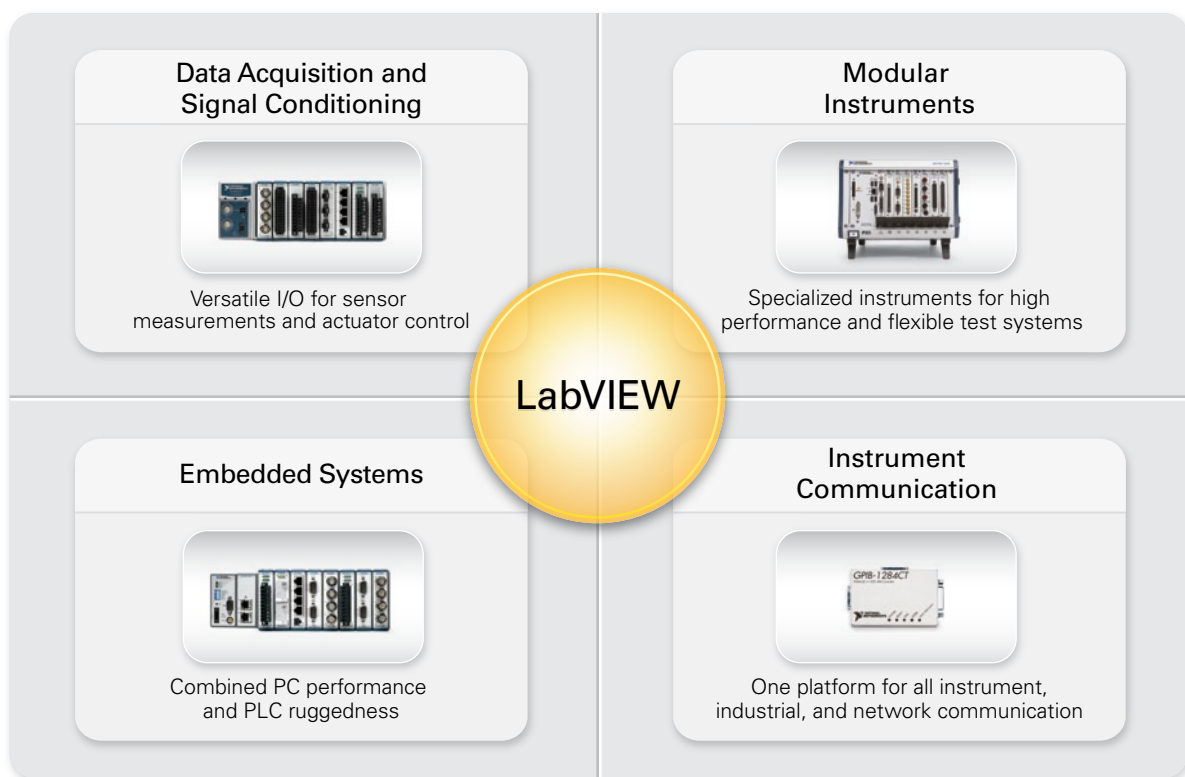 Data Acquisition and
Signal Conditioning
Versatile I/O for sensor
measurements and actuator control
Modular
Instruments
Specialized instruments for high
performance and flexible test systems
LabVIEW
Embedded Systems
Combined PC performance
and PLC ruggedness
Instrument
Communication
GPIB-1284CT
NATIONAL
INSTRUMENTS
One platform for all instrument,
industrial, and network communication